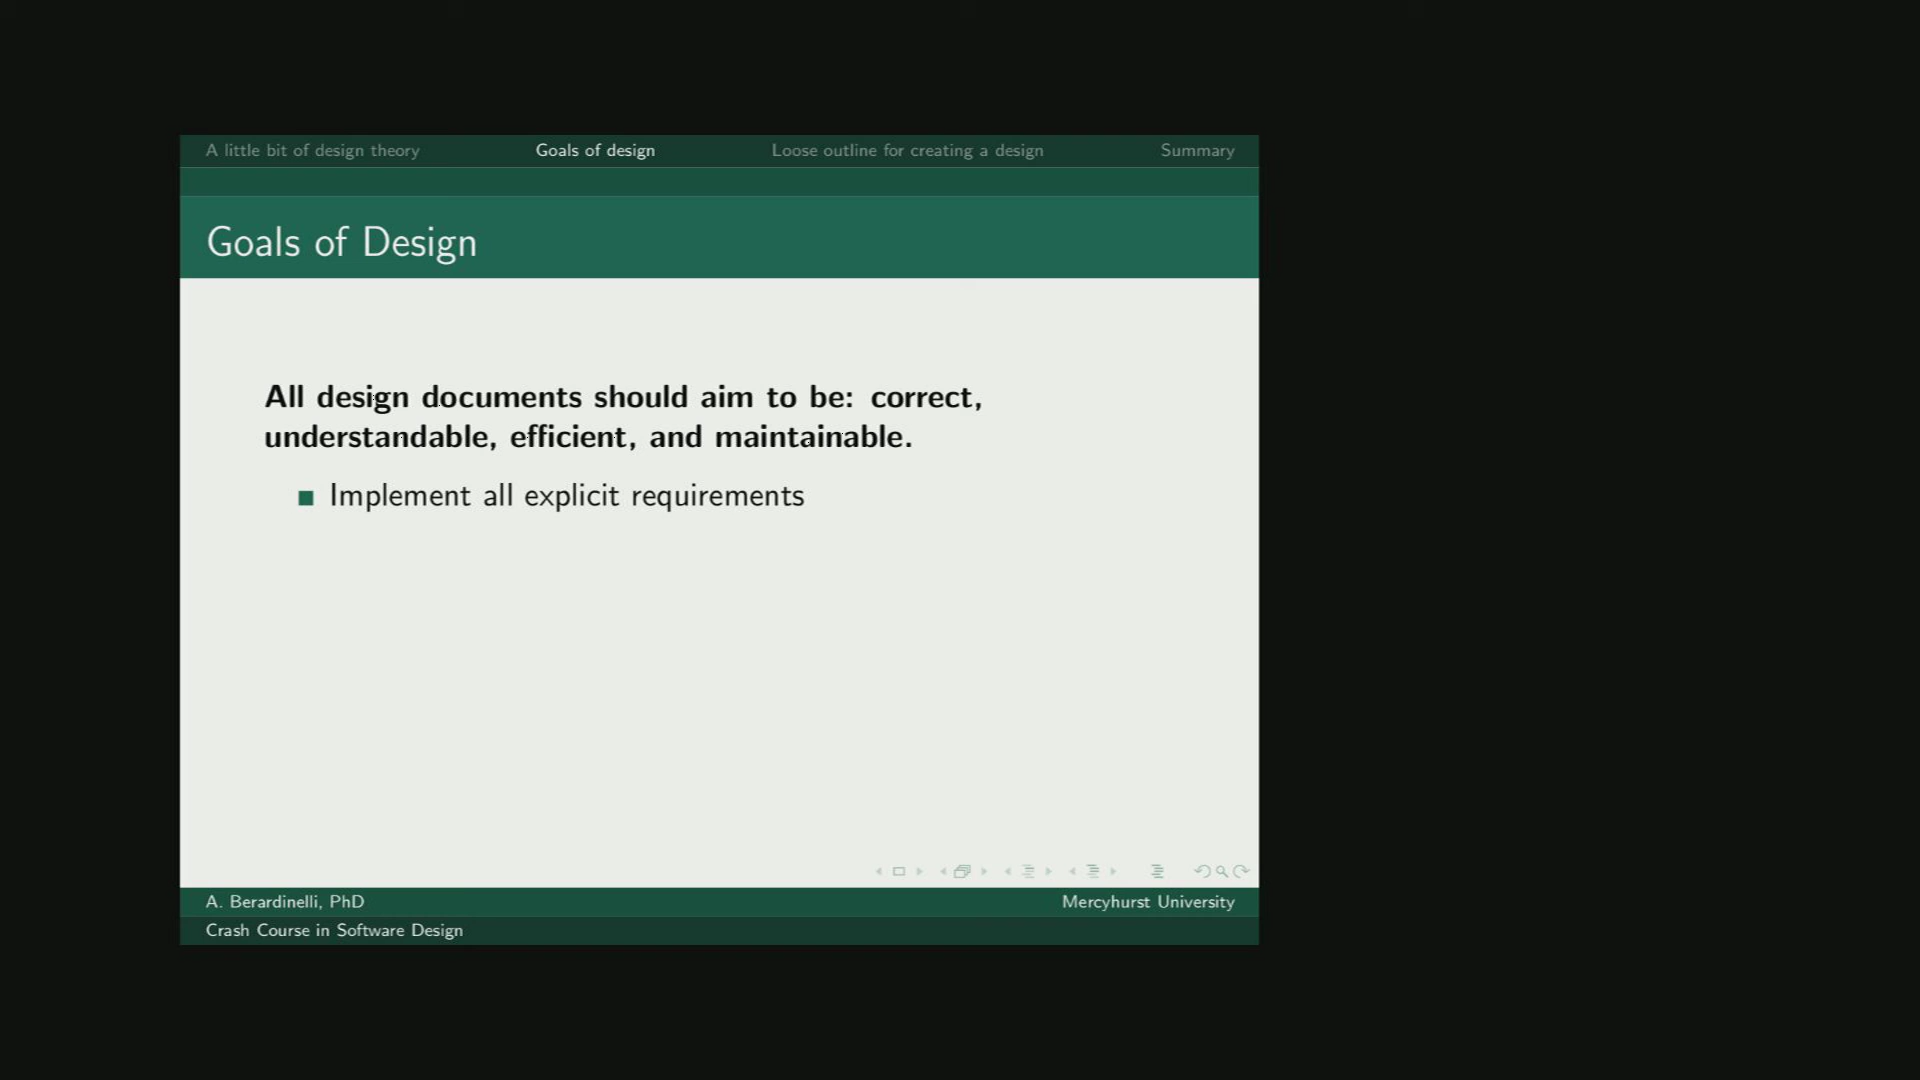 A little bit of design theory Goals of design Loose outline for creating a design Summary
Goals of Design
All design documents should aim to be: correct,
understandable, efficient, and maintainable.
Implement all explicit requirements
A. Berardinelli, PhD Mercyhurst University
Crash Course in Software Design